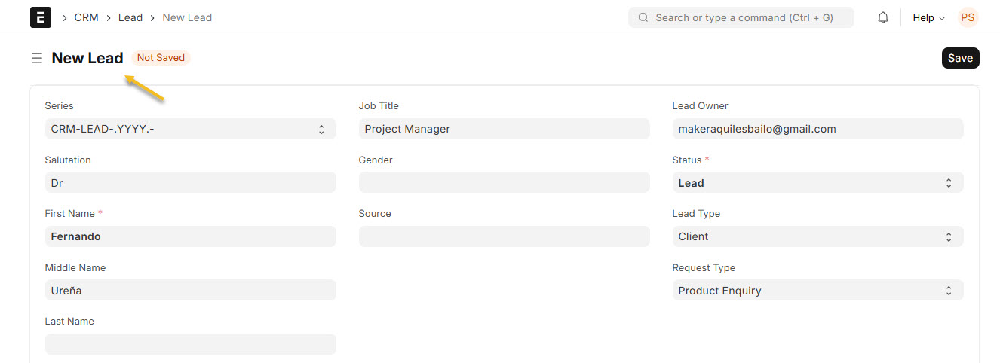 E
CRM Lead New Lead
Search or type a command (Ctrl + G)
Help
PS
New Lead Not Saved
Save
Series
CRM-LEAD-.YYYY.-
Salutation
Dr
First Name *
Fernando
Middle Name
Ureña
Last Name
Job Title
Project Manager
Gender
Source
Lead Owner
makeraquilesbailo@gmail.com
Status *
Lead
Lead Type
Client
Request Type
Product Enquiry